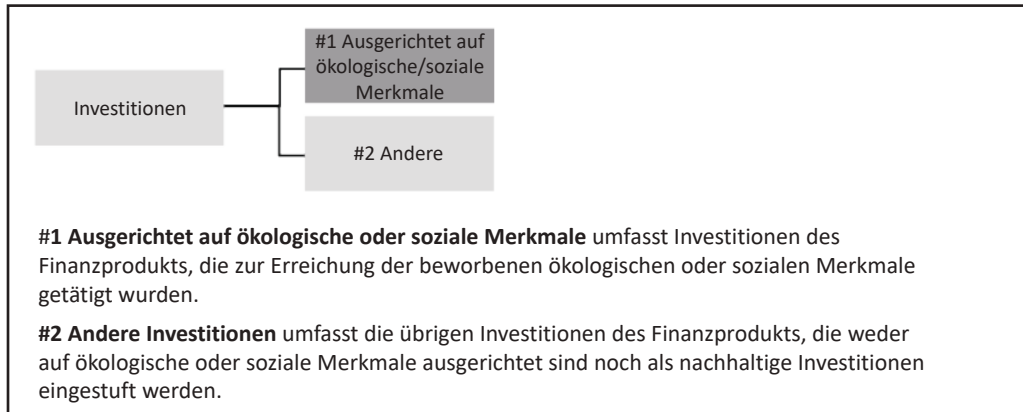 #1 Ausgerichtet auf
ökologische/soziale
Merkmale
Investitionen
#2 Andere
#1 Ausgerichtet auf ökologische oder soziale Merkmale umfasst Investitionen des
Finanzprodukts, die zur Erreichung der beworbenen ökologischen oder sozialen Merkmale
getätigt wurden.
#2 Andere Investitionen umfasst die übrigen Investitionen des Finanzprodukts, die weder
auf ökologische oder soziale Merkmale ausgerichtet sind noch als nachhaltige Investitionen
eingestuft werden.